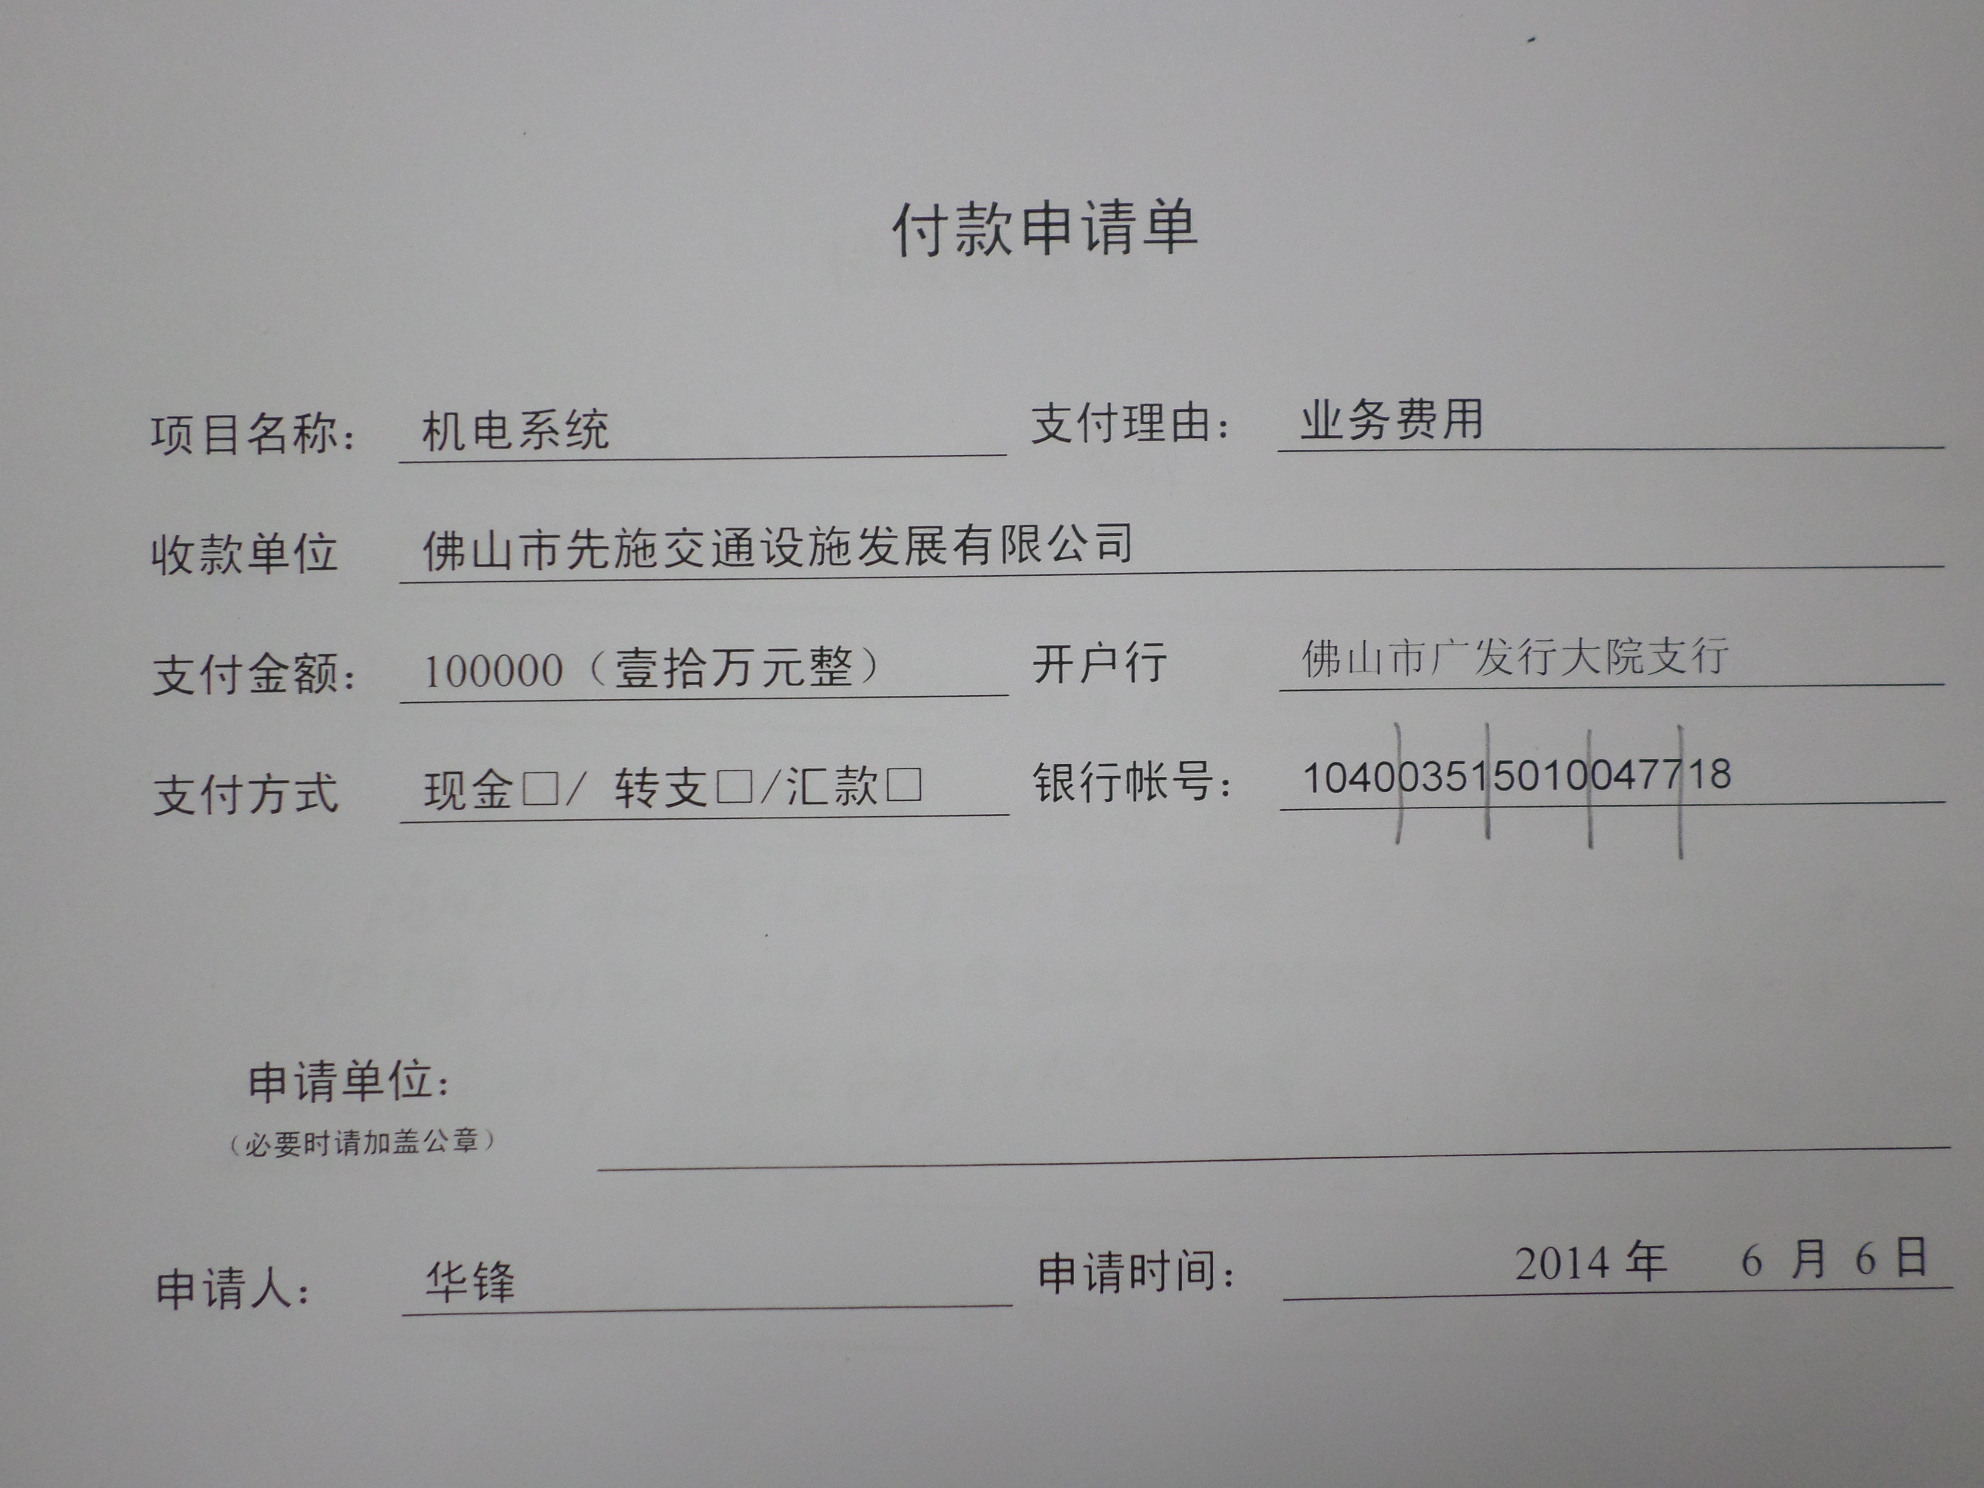 付款申请单
项目名称： 机电系统 支付理由： 业务费用
收款单位 佛山市先施交通设施发展有限公司
支付金额： 100000（壹拾万元整） 开户行 佛山市广发行大院支行
支付方式 现金□/ 转支□/汇款□ 银行帐号： 1040035150100477​18
申请单位：
（必要时请加盖公章）
申请人： 华锋 申请时间： 2014 年 6 月 6 日